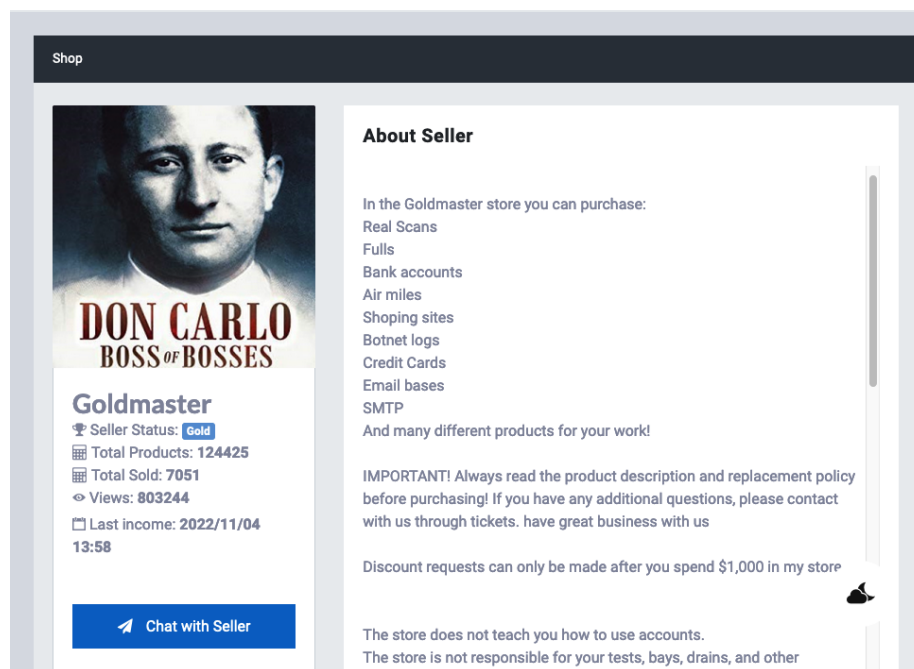 Shop
DON CARLO
BOSS OF BOSSES
Goldmaster
Seller Status: Gold
Total Products: 124425
Total Sold: 7051
Views: 803244
Last income: 2022/11/04
13:58
Chat with Seller
About Seller
In the Goldmaster store you can purchase:
Real Scans
Fulls
Bank accounts
Air miles
Shoping sites
Botnet logs
Credit Cards
Email bases
SMTP
And many different products for your work!
IMPORTANT! Always read the product description and replacement policy
before purchasing! If you have any additional questions, please contact
with us through tickets. have great business with us
Discount requests can only be made after you spend $1,000 in my store
The store does not teach you how to use accounts.
The store is not responsible for your tests, bays, drains, and other